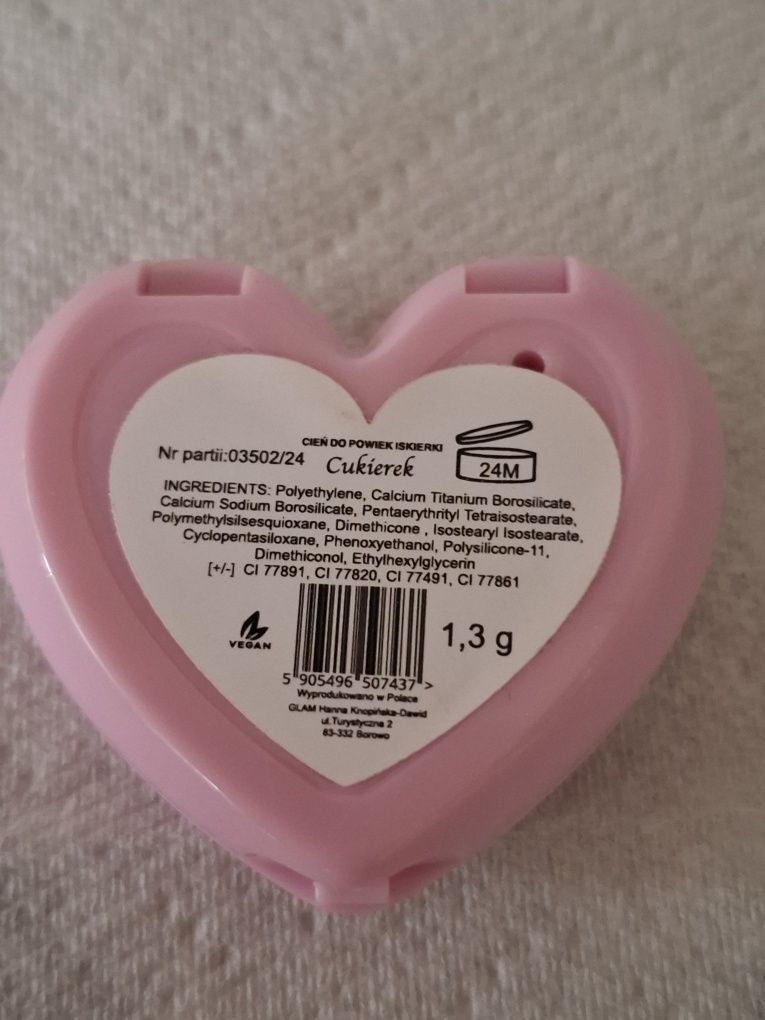 CIEŃ DO POWIEK ISKIERKI
Nr partii:03502/24
Cukierek
24M
INGREDIENTS: Polyethylene, Calcium Titanium Borosilicate,
Calcium Sodium Borosilicate, Pentaerythrityl Tetraisostearate,
Polymethylsilsesquioxane, Dimethicone , Isostearyl Isostearate,
Cyclopentasiloxane, Phenoxyethanol, Polysilicone-11,
Dimethiconol, Ethylhexylglycerin
[+/-] CI 77891, CI 77820, CI 77491, CI 77861
VEGAN
1,3 g
5 905496 507437 >
Wyprodukowano w Polsce
GLAM Hanna Knopińska-Dawid
ul.Turystyczna 2
83-332 Borowo